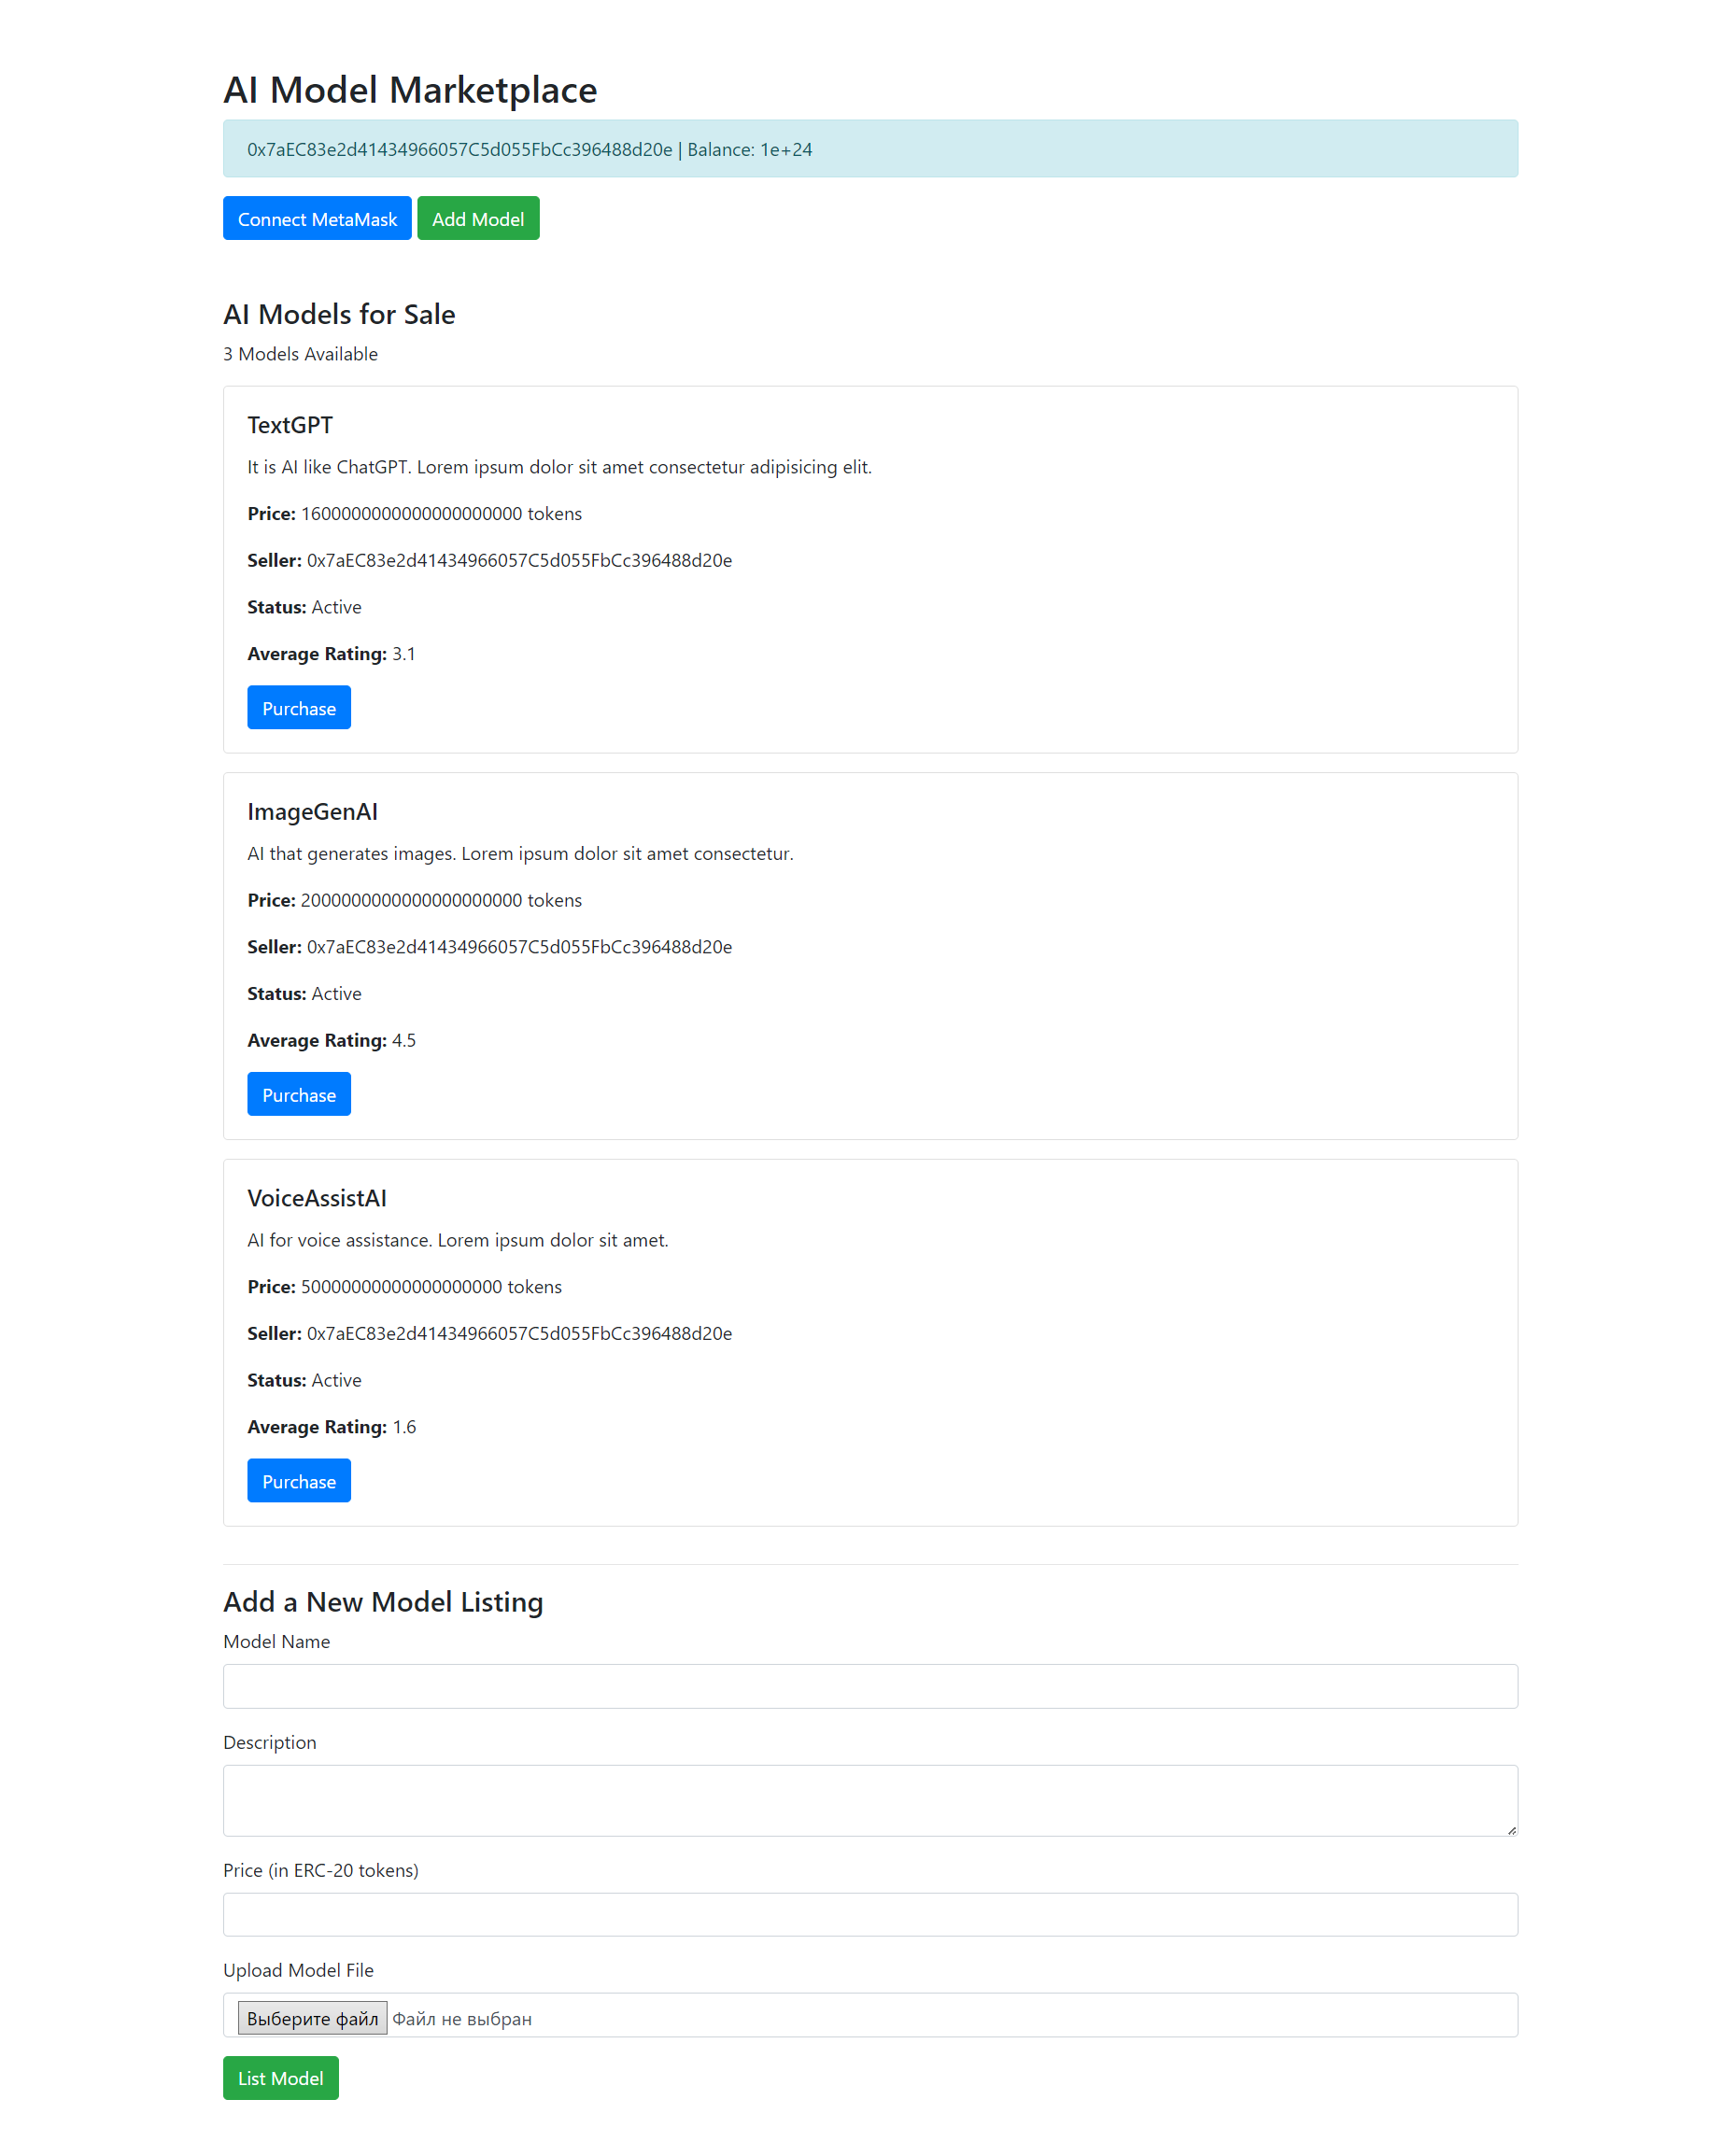 AI Model Marketplace
0x7aEC83e2d41434966057C5d055FbCc396488d20e | Balance: 1e+24
Connect MetaMask Add Model
AI Models for Sale
3 Models Available
TextGPT
It is AI like ChatGPT. Lorem ipsum dolor sit amet consectetur adipisicing elit.
Price: 1600000000000000000000 tokens
Seller: 0x7aEC83e2d41434966057C5d055FbCc396488d20e
Status: Active
Average Rating: 3.1
Purchase
ImageGenAI
AI that generates images. Lorem ipsum dolor sit amet consectetur.
Price: 2000000000000000000000 tokens
Seller: 0x7aEC83e2d41434966057C5d055FbCc396488d20e
Status: Active
Average Rating: 4.5
Purchase
VoiceAssistAI
AI for voice assistance. Lorem ipsum dolor sit amet.
Price: 50000000000000000000 tokens
Seller: 0x7aEC83e2d41434966057C5d055FbCc396488d20e
Status: Active
Average Rating: 1.6
Purchase
Add a New Model Listing
Model Name
Description
Price (in ERC-20 tokens)
Upload Model File
Выберите файл Файл не выбран
List Model